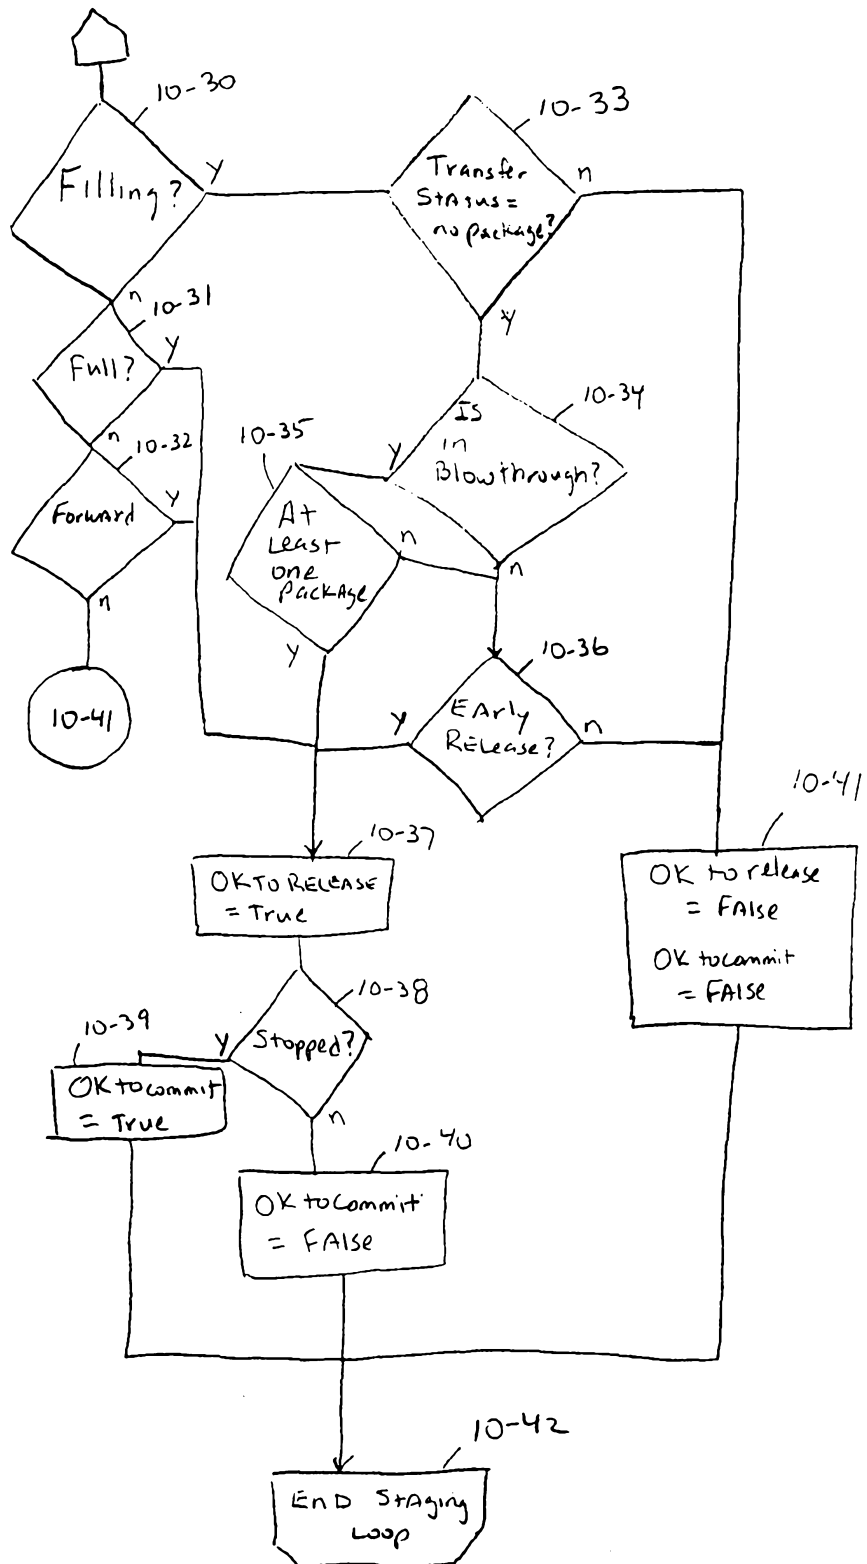 10-30
Filling?
y
n
10-33
Transfer
Status =
no package?
n
y
10-31
Full?
y
n
10-32
Forward
y
n
10-41
10-34
Is
in
Blowthrough?
y
n
10-35
At
Least
one
Package
n
y
10-36
Early
Release?
y
n
10-37
OK TO RELEASE
= True
10-41
OK to release
= FAlse
OK to commit
= FAlse
10-38
Stopped?
y
n
10-39
OK to commit
= True
10-40
OK to Commit
= FAlse
10-42
EnD StAging
Loop